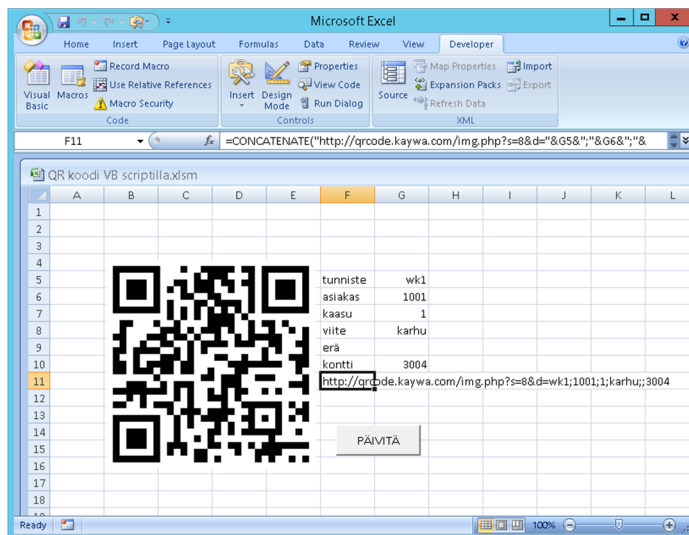 Microsoft Excel
Home Insert Page Layout Formulas Data Review View Developer
Visual Basic
Macros
Record Macro
Use Relative References
Macro Security
Code
Insert
Design Mode
Properties
View Code
Run Dialog
Controls
Source
Map Properties
Expansion Packs
Refresh Data
Import
Export
XML
F11 fx =CONCATENATE("http://qrcode.kaywa.com/img.php?s=8&d="&G5&";"&G6&";"&
QR koodi VB scriptilla.xlsm
A B C D E F G H I J K L
1
2
3
4
5 tunniste wk1
6 asiakas 1001
7 kaasu 1
8 viite karhu
9 erä
10 kontti 3004
11 http://qrcode.kaywa.com/img.php?s=8&d=wk1;1001;1;karhu;;3004
12
13
14
PÄIVITÄ
15
16
17
18
19
Ready 100%